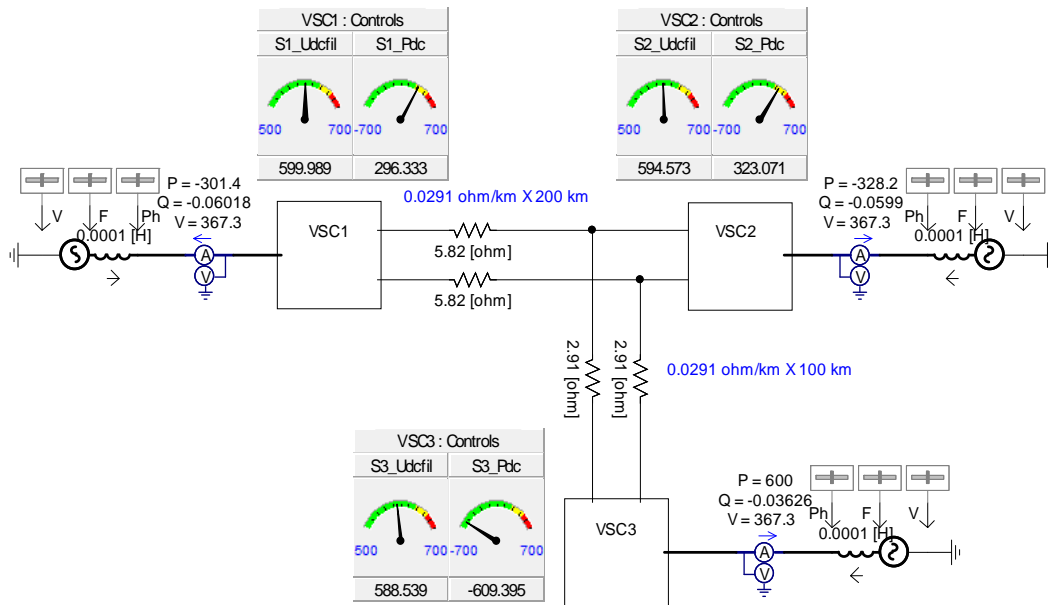 VSC1 : Controls
S1_Udcfil S1_Pdc
500 700 -700 700
599.989 296.333
VSC2 : Controls
S2_Udcfil S2_Pdc
500 700 -700 700
594.573 323.071
P = -301.4
Q = -0.06018
V = 367.3
V F Ph
0.0001 [H]
A
V
VSC1
0.0291 ohm/km X 200 km
5.82 [ohm]
5.82 [ohm]
VSC2
P = -328.2
Q = -0.0599
V = 367.3
Ph F V
0.0001 [H]
A
V
2.91 [ohm]
2.91 [ohm]
0.0291 ohm/km X 100 km
VSC3 : Controls
S3_Udcfil S3_Pdc
500 700 -700 700
588.539 -609.395
VSC3
P = 600
Q = -0.03626
V = 367.3
Ph F V
0.0001 [H]
A
V